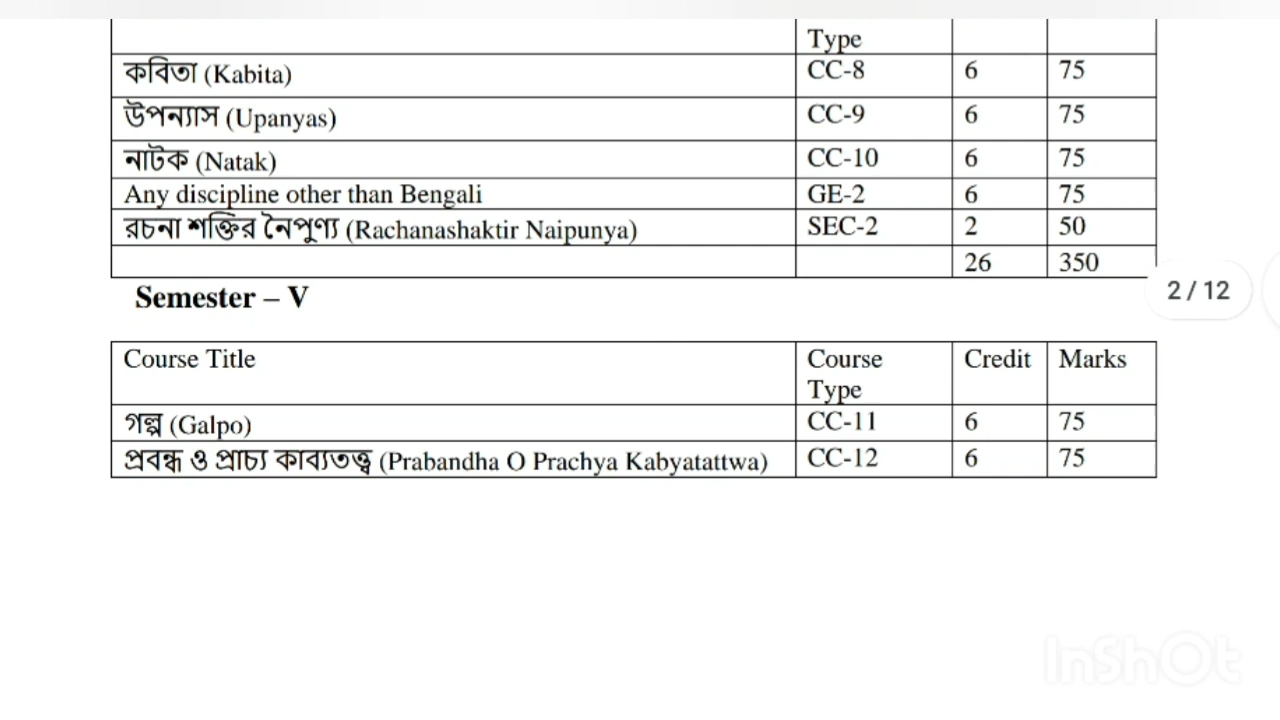 Type
কবিতা (Kabita) CC-8 6 75
উপন্যাস (Upanyas) CC-9 6 75
নাটক (Natak) CC-10 6 75
Any discipline other than Bengali GE-2 6 75
রচনা শক্তির নৈপুণ্য (Rachanashaktir Naipunya) SEC-2 2 50
26 350
2 / 12
Semester – V
Course Title Course Credit Marks
Type
গল্প (Galpo) CC-11 6 75
প্রবন্ধ ও প্রাচ্য কাব্যতত্ত্ব (Prabandha O Prachya Kabyatattwa) CC-12 6 75
InShOt